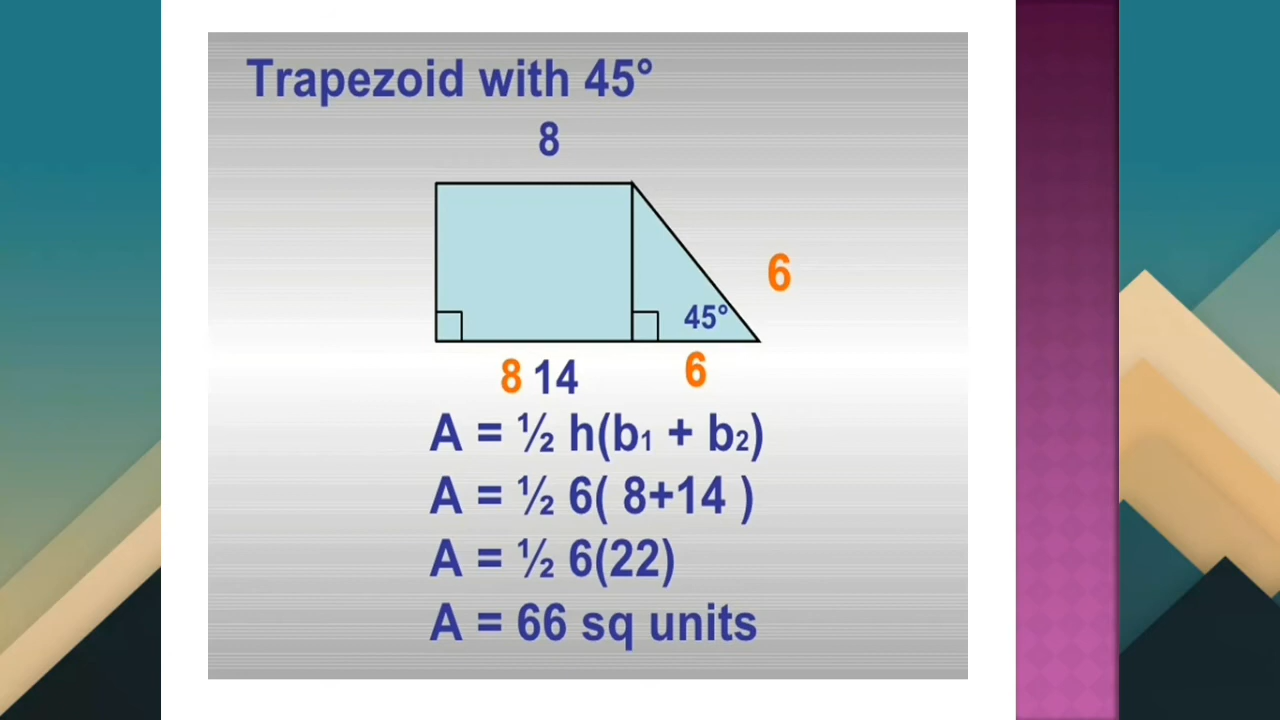 Trapezoid with 45°
8
6
45°
8 14 6
A = ½ h(b₁ + b₂)
A = ½ 6( 8+14 )
A = ½ 6(22)
A = 66 sq units